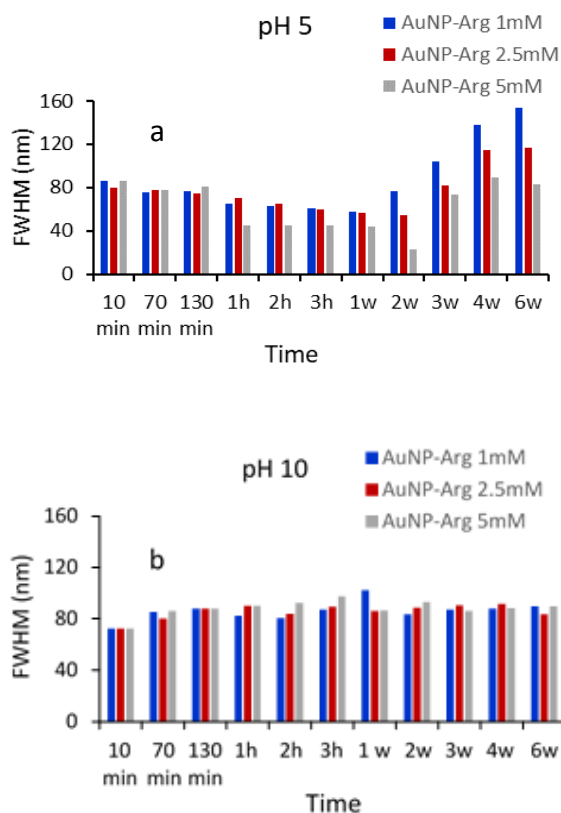 pH 5
AuNP-Arg 1mM
AuNP-Arg 2.5mM
AuNP-Arg 5mM
a
FWHM (nm)
160
120
80
40
0
10 min
70 min
130 min
1h
2h
3h
1w
2w
3w
4w
6w
Time
pH 10
AuNP-Arg 1mM
AuNP-Arg 2.5mM
AuNP-Arg 5mM
b
FWHM (nm)
160
120
80
40
0
10 min
70 min
130 min
1h
2h
3h
1 w
2w
3w
4w
6w
Time